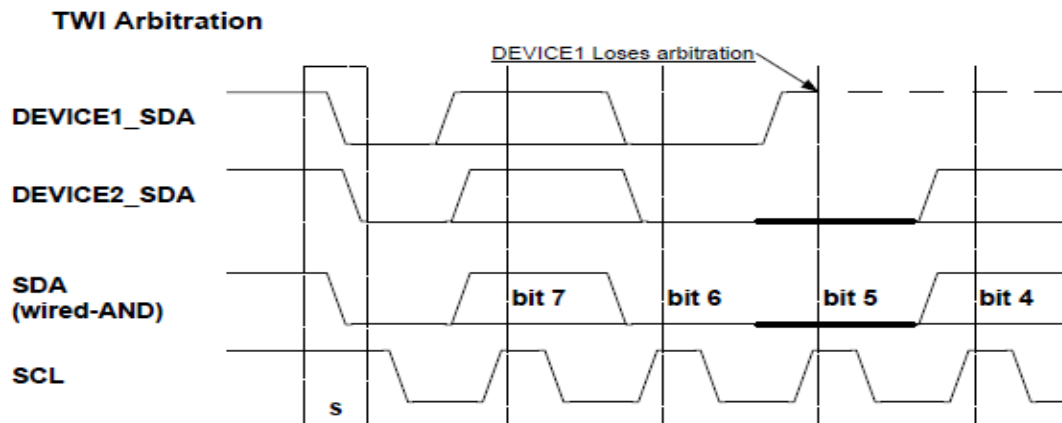 TWI Arbitration
DEVICE1 Loses arbitration
DEVICE1_SDA
DEVICE2_SDA
SDA
(wired-AND)
bit 7 bit 6 bit 5 bit 4
SCL
S